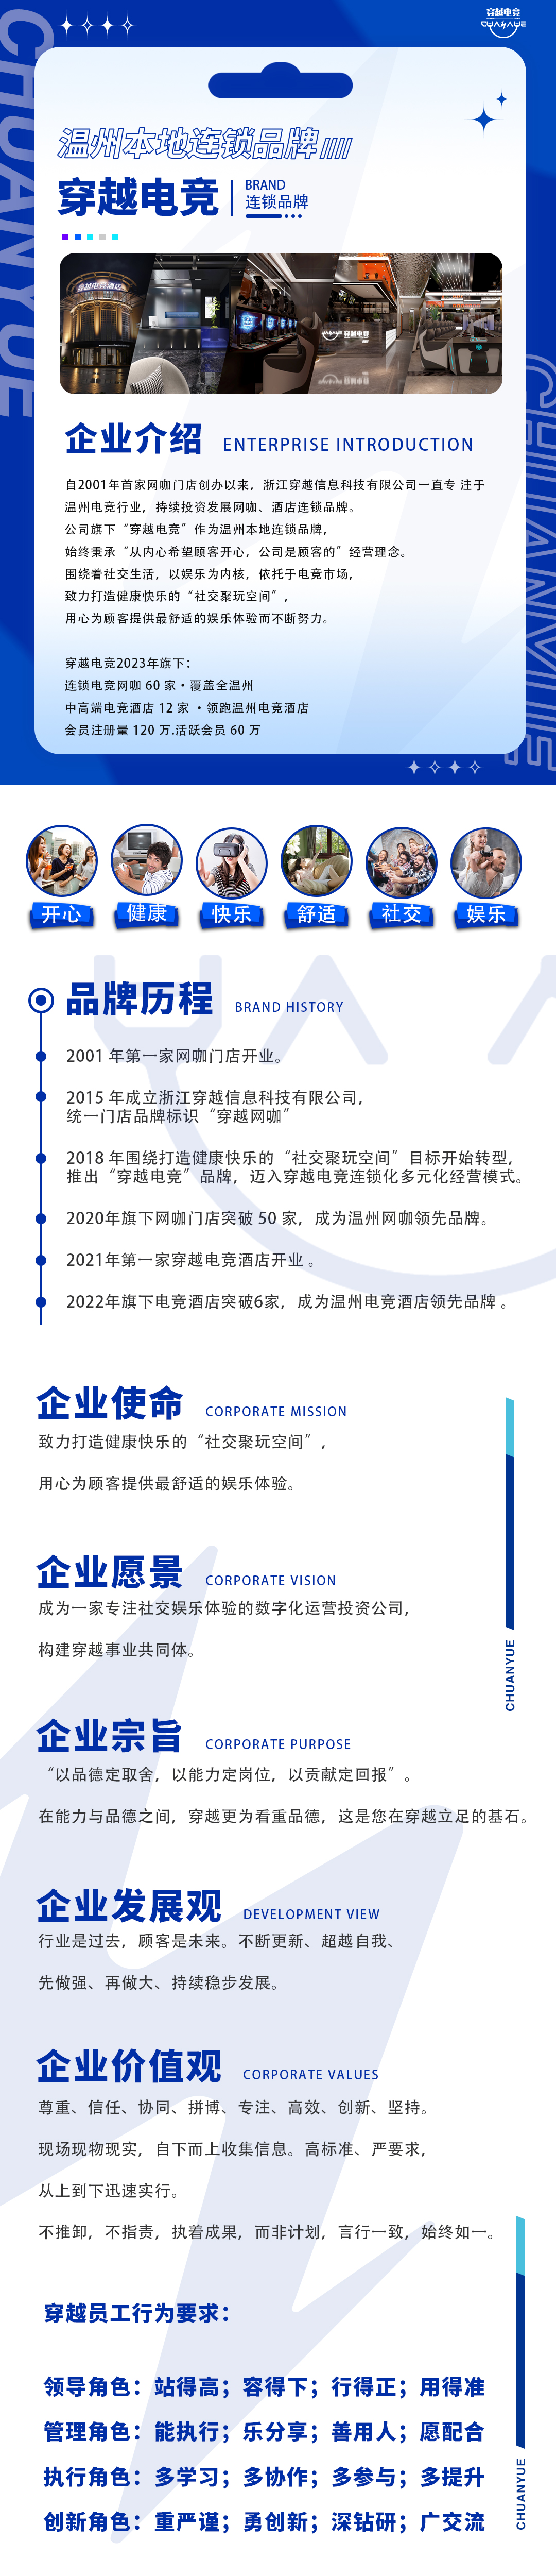 穿越电竞
CHUANYUE
CHUANYUE
温州本地连锁品牌
穿越电竞
BRAND
连锁品牌
穿越电竞酒店
穿越电竞
企业介绍 ENTERPRISE INTRODUCTION
自2001年首家网咖门店创办以来，浙江穿越信息科技有限公司一直专 注于
温州电竞行业，持续投资发展网咖、酒店连锁品牌。
公司旗下“穿越电竞”作为温州本地连锁品牌，
始终秉承“从内心希望顾客开心，公司是顾客的”经营理念。
围绕着社交生活，以娱乐为内核，依托于电竞市场，
致力打造健康快乐的“社交聚玩空间”，
用心为顾客提供最舒适的娱乐体验而不断努力。
穿越电竞2023年旗下：
连锁电竞网咖 60 家・覆盖全温州
中高端电竞酒店 12 家 ・领跑温州电竞酒店
会员注册量 120 万.活跃会员 60 万
开心 健康 快乐 舒适 社交 娱乐
品牌历程 BRAND HISTORY
2001 年第一家网咖门店开业。
2015 年成立浙江穿越信息科技有限公司，
统一门店品牌标识“穿越网咖”
2018 年围绕打造健康快乐的“社交聚玩空间”目标开始转型，
推出“穿越电竞”品牌，迈入穿越电竞连锁化多元化经营模式。
2020年旗下网咖门店突破 50 家，成为温州网咖领先品牌。
2021年第一家穿越电竞酒店开业 。
2022年旗下电竞酒店突破6家，成为温州电竞酒店领先品牌 。
企业使命 CORPORATE MISSION
致力打造健康快乐的“社交聚玩空间”，
用心为顾客提供最舒适的娱乐体验。
企业愿景 CORPORATE VISION
成为一家专注社交娱乐体验的数字化运营投资公司，
构建穿越事业共同体。
CHUANYUE
企业宗旨 CORPORATE PURPOSE
“以品德定取舍，以能力定岗位，以贡献定回报”。
在能力与品德之间，穿越更为看重品德，这是您在穿越立足的基石。
企业发展观 DEVELOPMENT VIEW
行业是过去，顾客是未来。不断更新、超越自我、
先做强、再做大、持续稳步发展。
企业价值观 CORPORATE VALUES
尊重、信任、协同、拼博、专注、高效、创新、坚持。
现场现物现实，自下而上收集信息。高标准、严要求，
从上到下迅速实行。
不推卸，不指责，执着成果，而非计划，言行一致，始终如一。
穿越员工行为要求：
领导角色：站得高；容得下；行得正；用得准
管理角色：能执行；乐分享；善用人；愿配合
执行角色：多学习；多协作；多参与；多提升
创新角色：重严谨；勇创新；深钻研；广交流
CHUANYUE